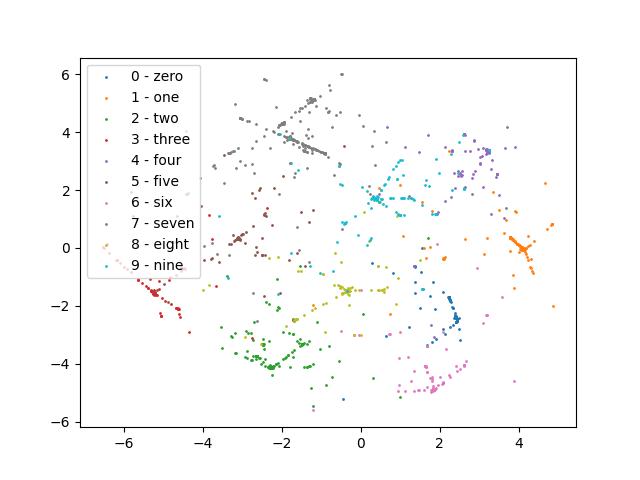 0 - zero
1 - one
2 - two
3 - three
4 - four
5 - five
6 - six
7 - seven
8 - eight
9 - nine
6
4
2
0
−2
−4
−6
−6 −4 −2 0 2 4